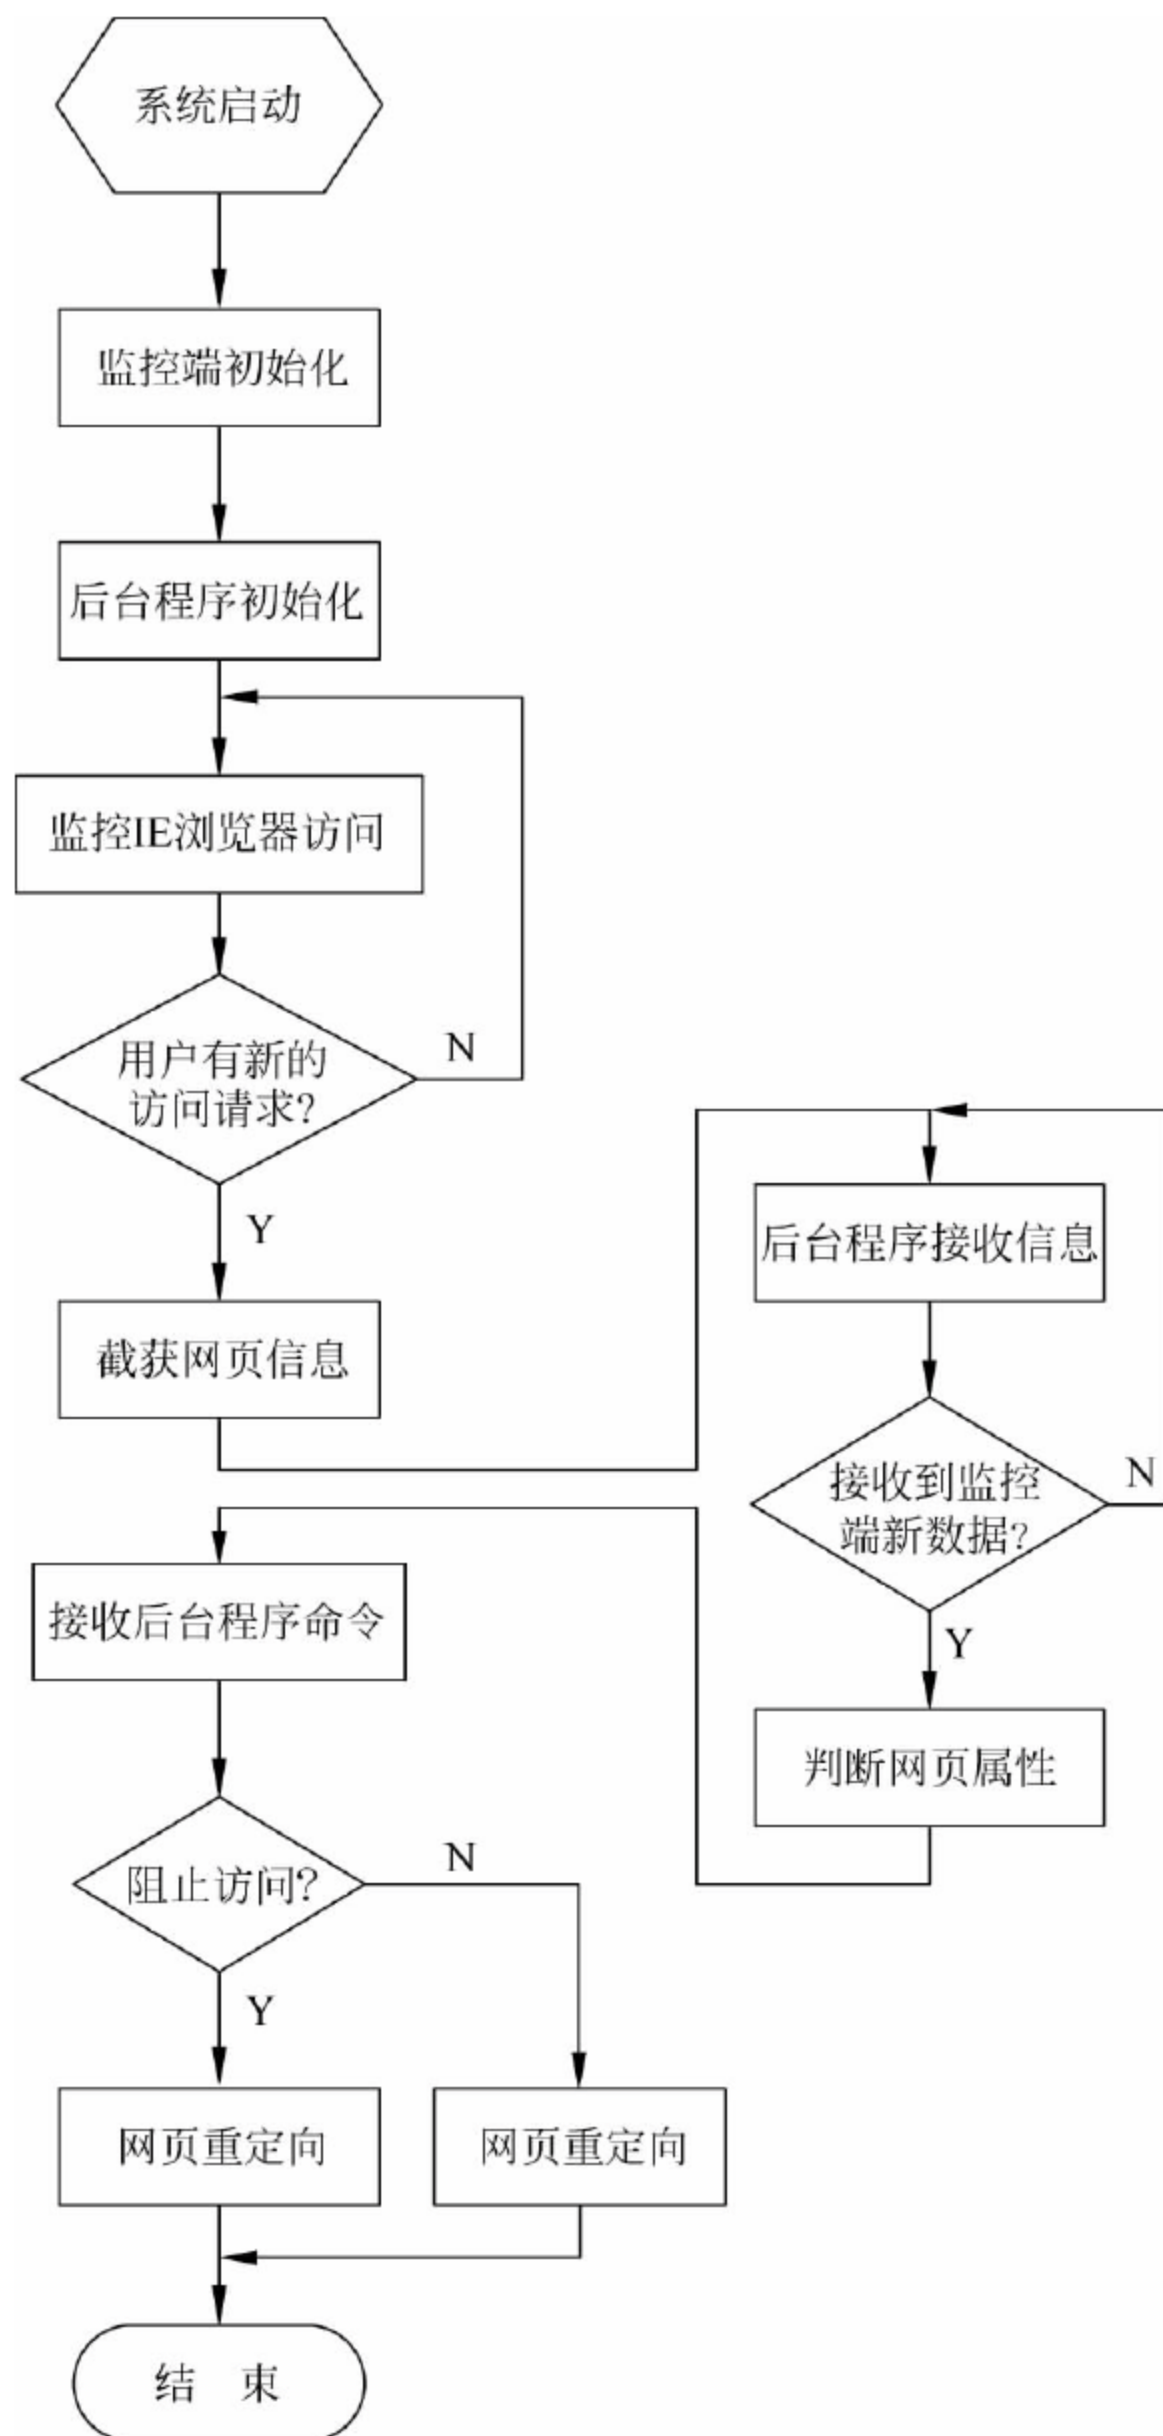 系统启动
监控端初始化
后台程序初始化
监控IE浏览器访问
用户有新的
访问请求?
N
Y
截获网页信息
后台程序接收信息
接收到监控
端新数据?
N
Y
判断网页属性
接收后台程序命令
阻止访问?
N
Y
网页重定向
网页重定向
结 束